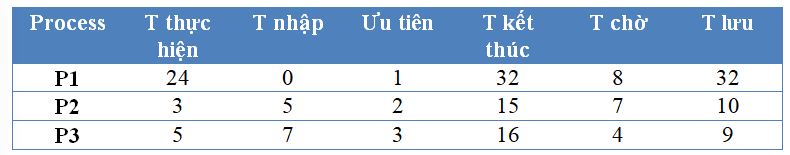 Process T thực hiện T nhập Ưu tiên T kết thúc T chờ T lưu
P1 24 0 1 32 8 32
P2 3 5 2 15 7 10
P3 5 7 3 16 4 9